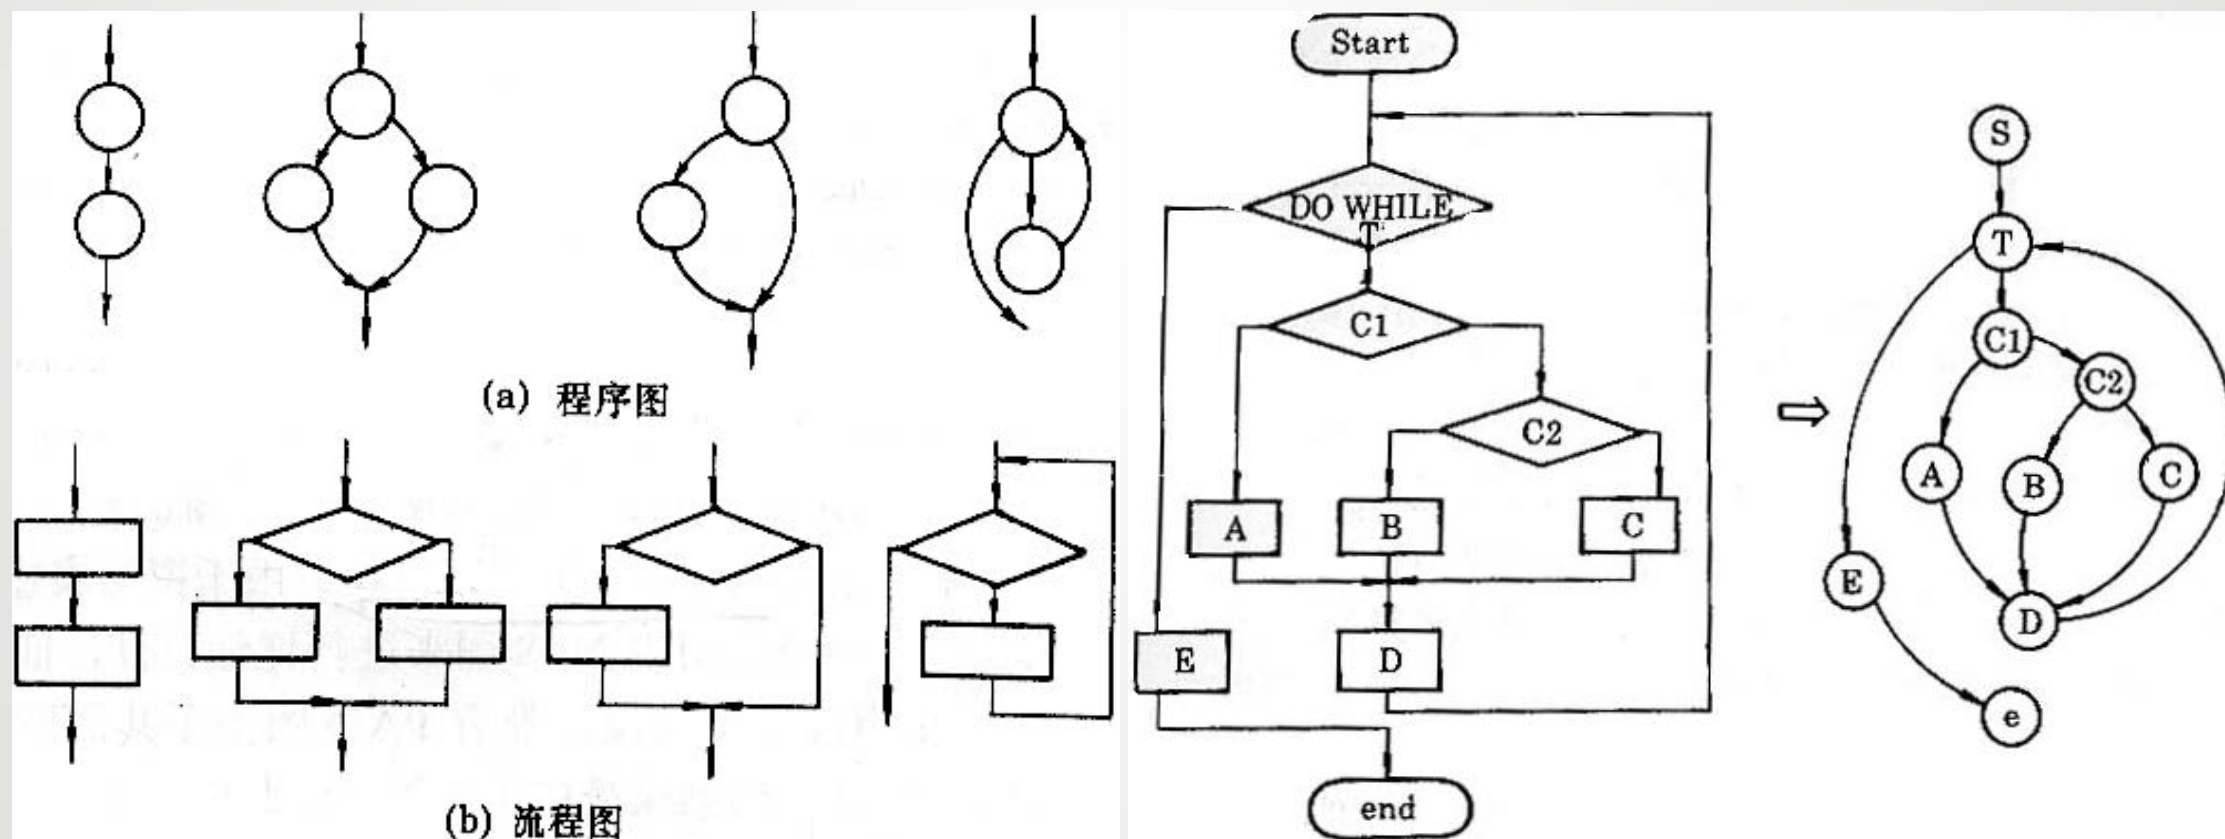 (a) 程序图
(b) 流程图
Start
DO WHILE
T
C1
C2
A
B
C
E
D
end
S
T
C1
C2
A
B
C
E
D
e